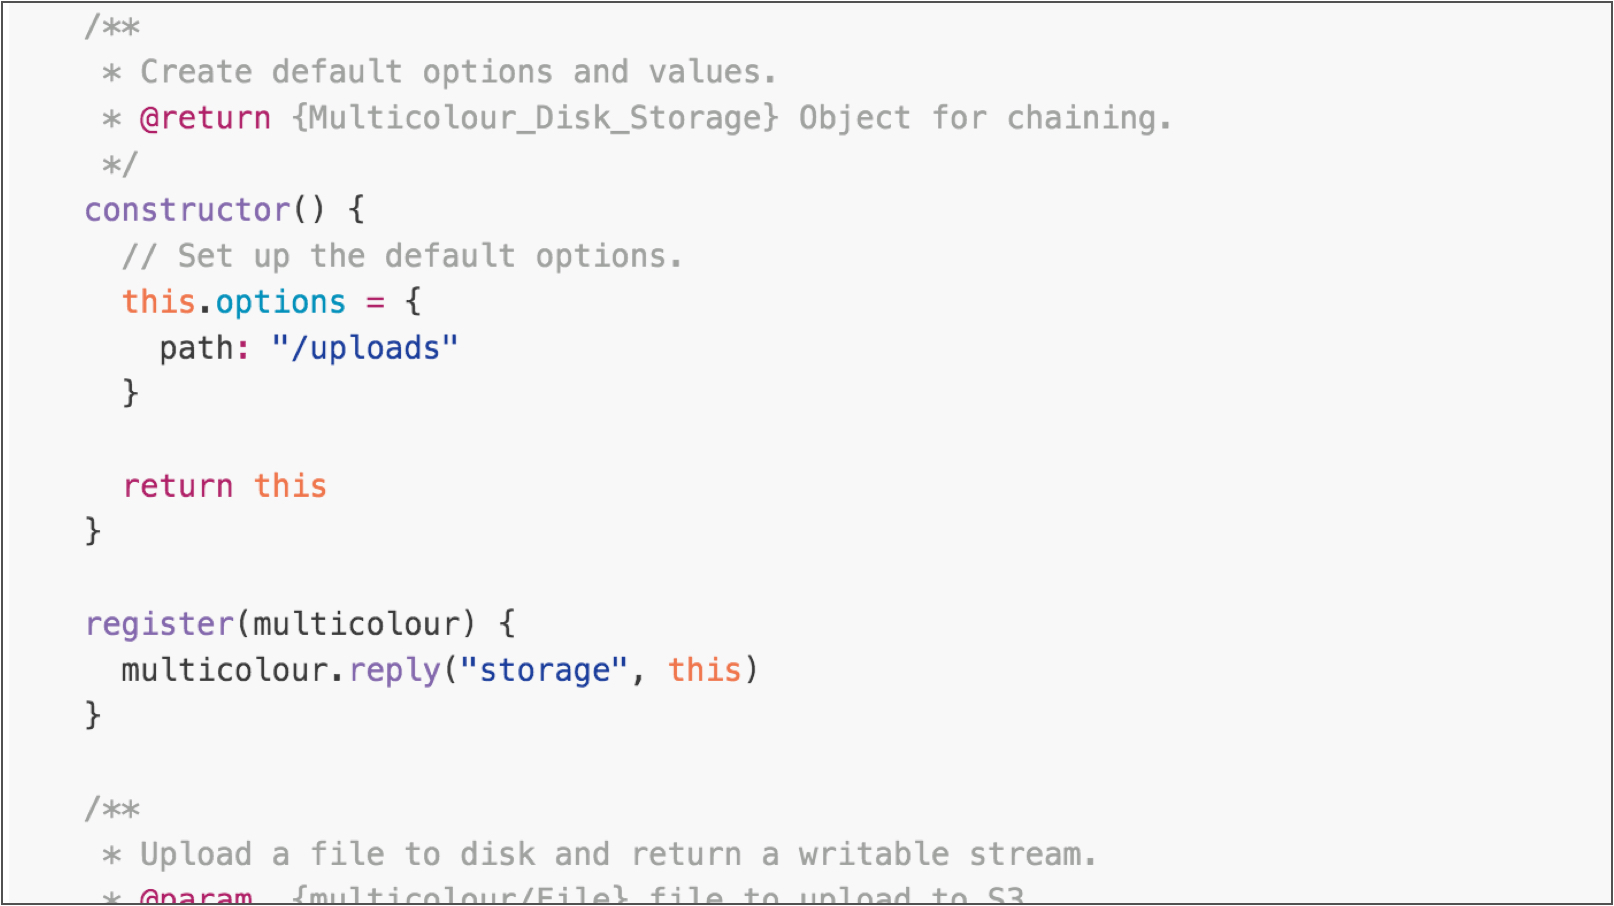 /**
 * Create default options and values.
 * @return {Multicolour_Disk_Storage} Object for chaining.
 */
constructor() {
  // Set up the default options.
  this.options = {
    path: "/uploads"
  }

  return this
}

register(multicolour) {
  multicolour.reply("storage", this)
}

/**
 * Upload a file to disk and return a writable stream.
 * @param {multicolour/File} file to upload to S3